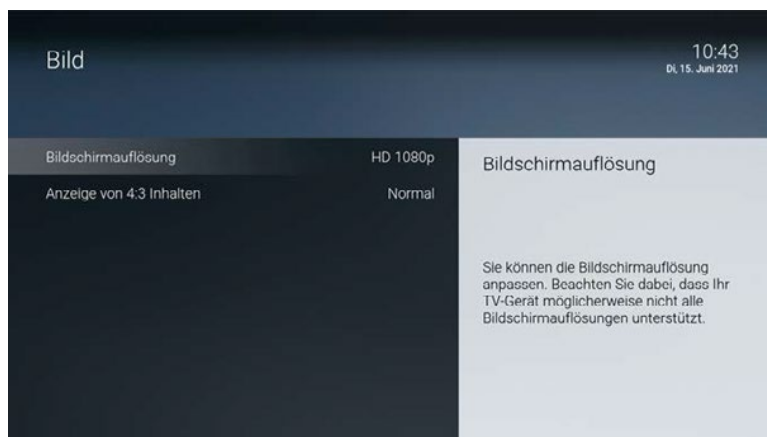 Bild
10:43
Di, 15. Juni 2021
Bildschirmauflösung HD 1080p
Anzeige von 4:3 Inhalten Normal
Bildschirmauflösung
Sie können die Bildschirmauflösung
anpassen. Beachten Sie dabei, dass Ihr
TV-Gerät möglicherweise nicht alle
Bildschirmauflösungen unterstützt.